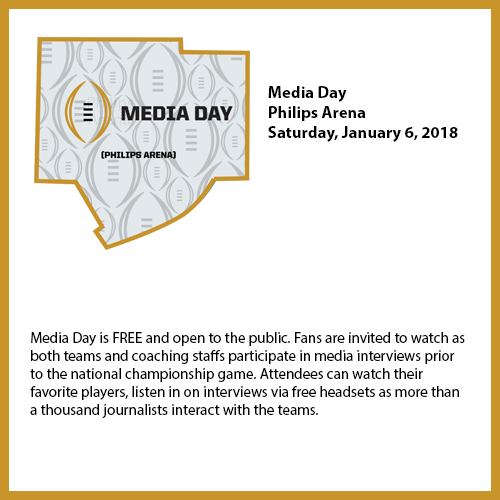 MEDIA DAY
(PHILIPS ARENA)
Media Day
Philips Arena
Saturday, January 6, 2018
Media Day is FREE and open to the public. Fans are invited to watch as
both teams and coaching staffs participate in media interviews prior
to the national championship game. Attendees can watch their
favorite players, listen in on interviews via free headsets as more than
a thousand journalists interact with the teams.